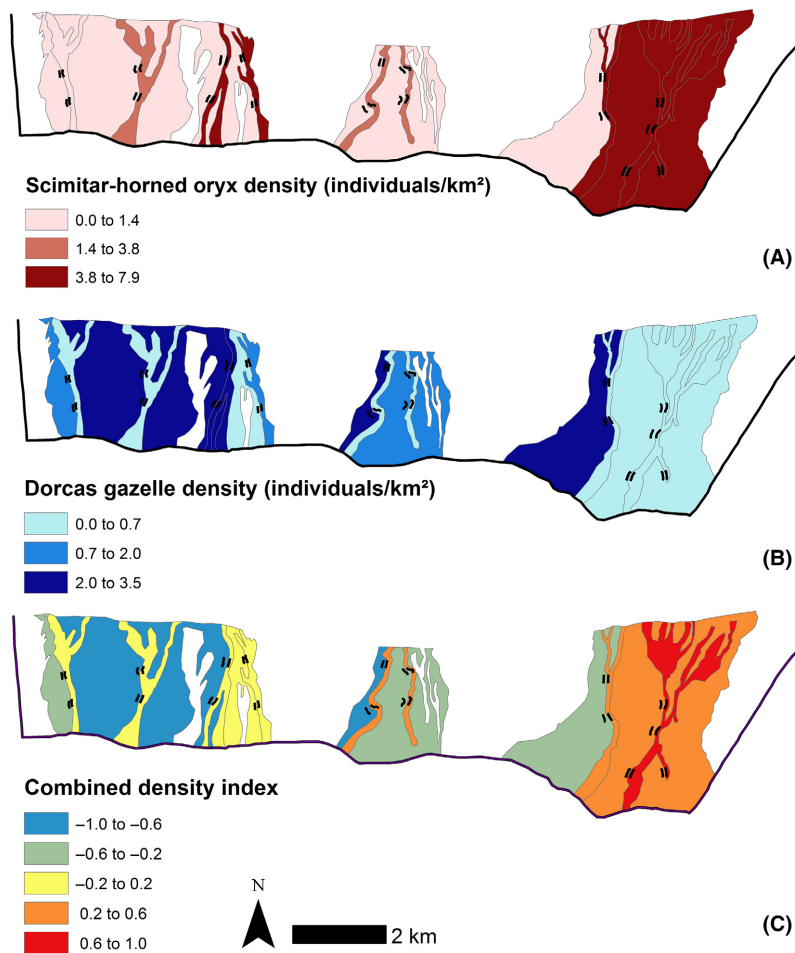 Scimitar-horned oryx density (individuals/km²)
0.0 to 1.4
1.4 to 3.8
3.8 to 7.9
(A)
Dorcas gazelle density (individuals/km²)
0.0 to 0.7
0.7 to 2.0
2.0 to 3.5
(B)
Combined density index
–1.0 to –0.6
–0.6 to –0.2
–0.2 to 0.2
0.2 to 0.6
0.6 to 1.0
N
2 km
(C)